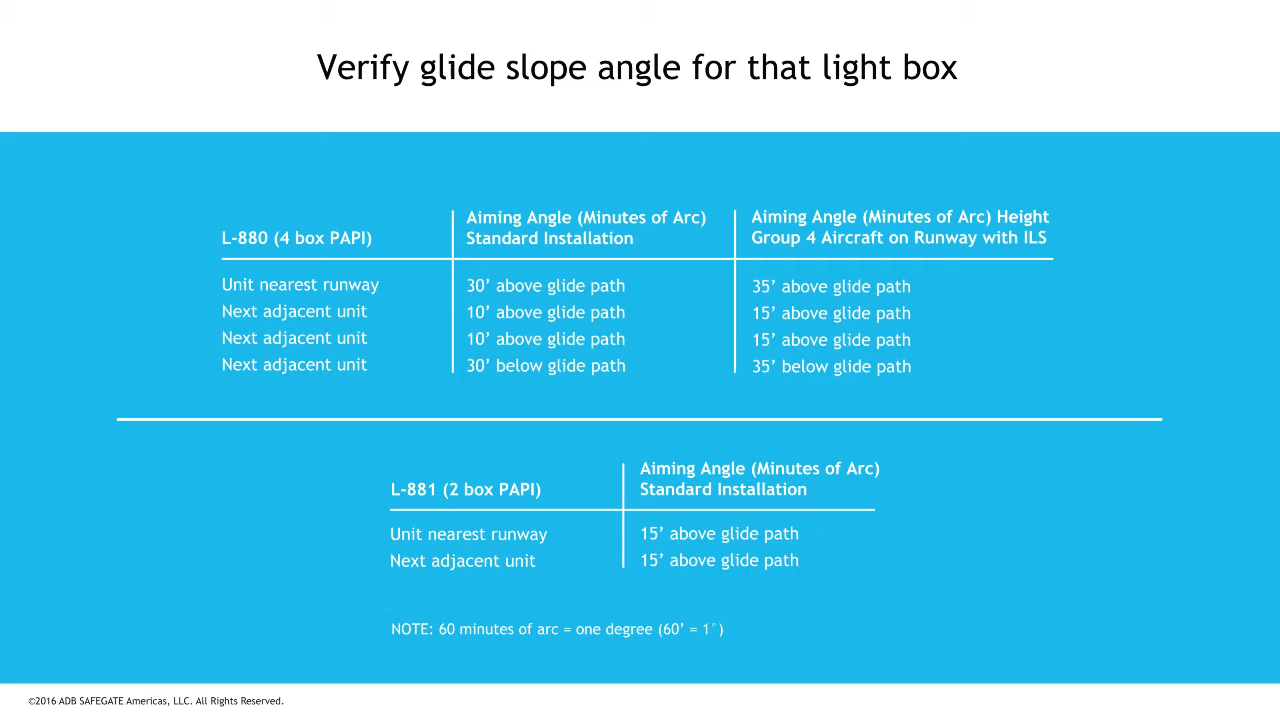 Verify glide slope angle for that light box
L-880 (4 box PAPI)
Aiming Angle (Minutes of Arc)
Standard Installation
Aiming Angle (Minutes of Arc) Height
Group 4 Aircraft on Runway with ILS
Unit nearest runway
30’ above glide path
35’ above glide path
Next adjacent unit
10’ above glide path
15’ above glide path
Next adjacent unit
10’ above glide path
15’ above glide path
Next adjacent unit
30’ below glide path
35’ below glide path
L-881 (2 box PAPI)
Aiming Angle (Minutes of Arc)
Standard Installation
Unit nearest runway
15’ above glide path
Next adjacent unit
15’ above glide path
NOTE: 60 minutes of arc = one degree (60’ = 1°)
©2016 ADB SAFEGATE Americas, LLC. All Rights Reserved.